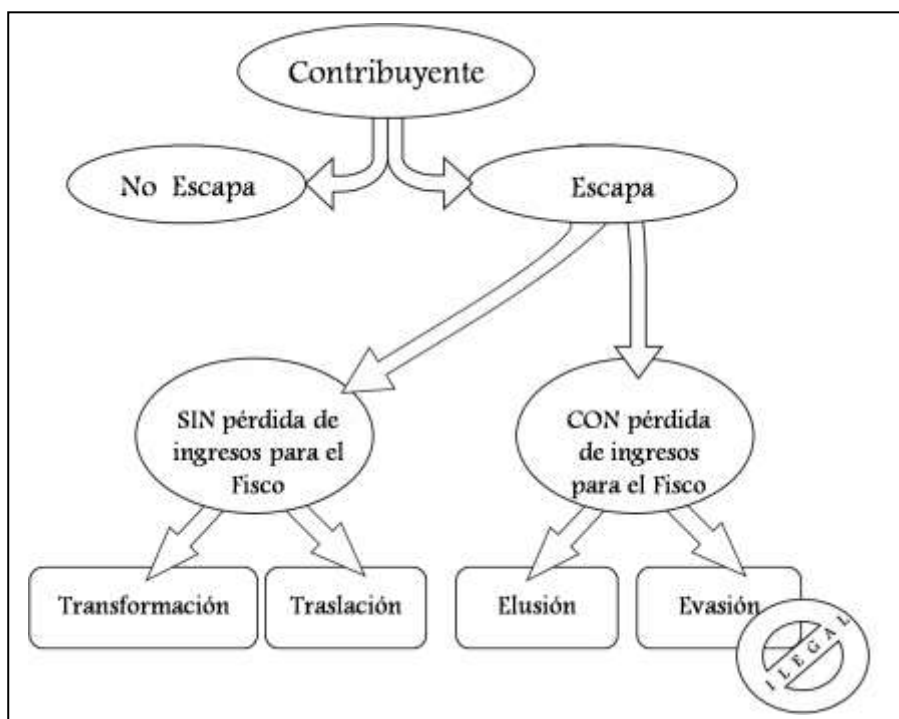 Contribuyente
No Escapa
Escapa
SIN pérdida de
ingresos para el
Fisco
CON pérdida
de ingresos
para el Fisco
Transformación
Traslación
Elusión
Evasión
ILEGAL